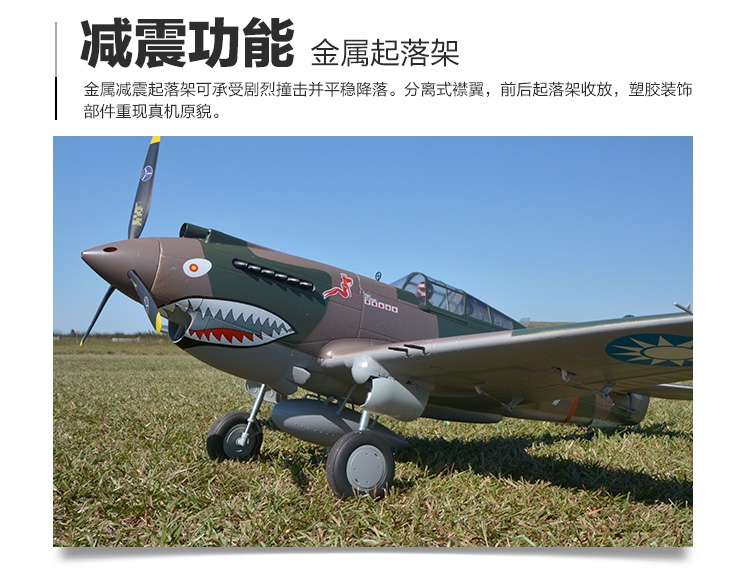 减震功能 金属起落架
金属减震起落架可承受剧烈撞击并平稳降落。分离式襟翼，前后起落架收放，塑胶装饰
部件重现真机原貌。